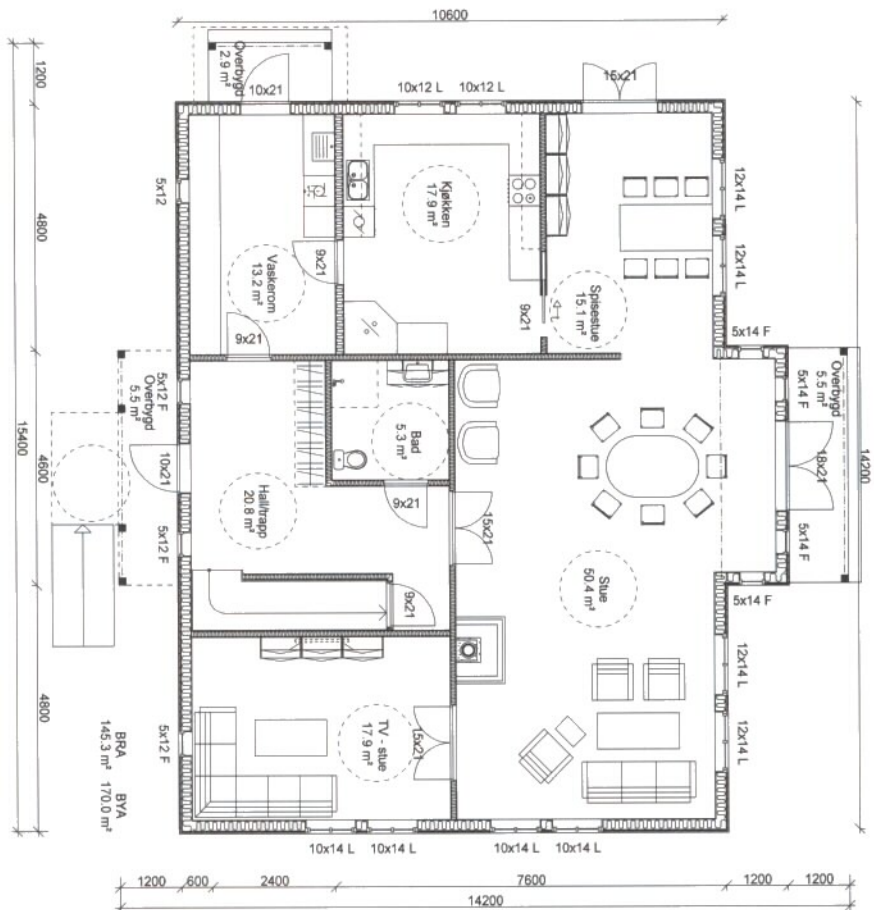 10600
Overbygd
2.9 m²
10x21
10x12 L
10x12 L
15x21
1200
4800
4600
4800
15400
5x12
Vaskerom
13.2 m²
9x21
9x21
Kjøkken
17.9 m²
9x21
Spisestue
15.1 m²
12x14 L
12x14 L
5x14 F
5x14 F
Overbygd
5.5 m²
18x21
14200
5x14 F
5x14 F
5x12 F
Overbygd
5.5 m²
10x21
5x12 F
Hall/trapp
20.8 m²
Bad
5.3 m²
9x21
15x21
9x21
Stue
50.4 m²
12x14 L
12x14 L
TV - stue
17.9 m²
15x21
5x12 F
BRA BYA
145.3 m² 170.0 m²
10x14 L
10x14 L
10x14 L
10x14 L
1200
600
2400
7600
1200
1200
14200